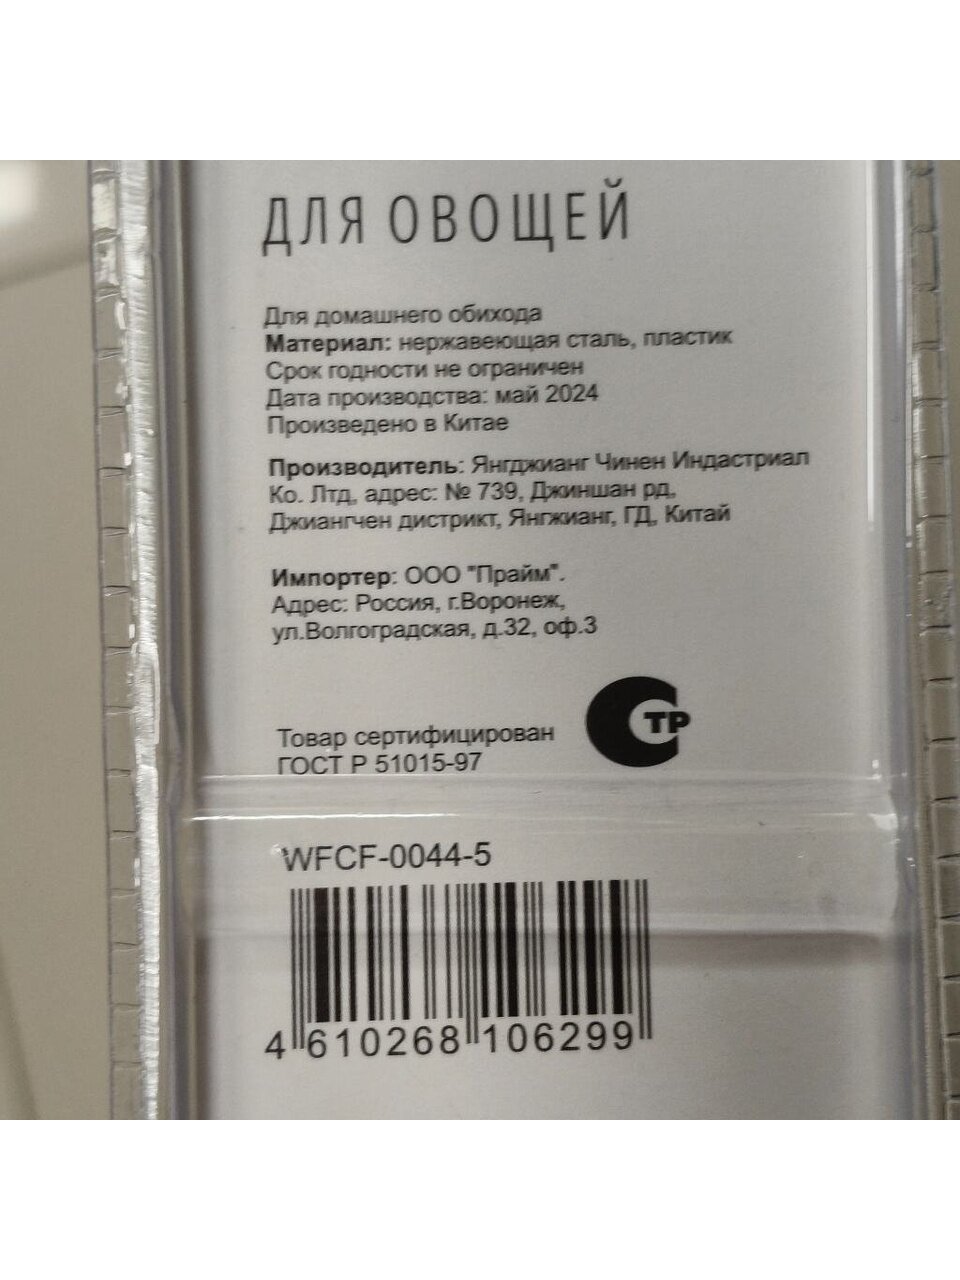 ДЛЯ ОВОЩЕЙ
Для домашнего обихода
Материал: нержавеющая сталь, пластик
Срок годности не ограничен
Дата производства: май 2024
Произведено в Китае
Производитель: Янгджианг Чинен Индастриал
Ко. Лтд, адрес: № 739, Джиншан рд,
Джиангчен дистрикт, Янгжианг, ГД, Китай
Импортер: ООО "Прайм".
Адрес: Россия, г.Воронеж,
ул.Волгоградская, д.32, оф.3
Товар сертифицирован
ГОСТ Р 51015-97
СТР
WFCF-0044-5
4 610268 106299